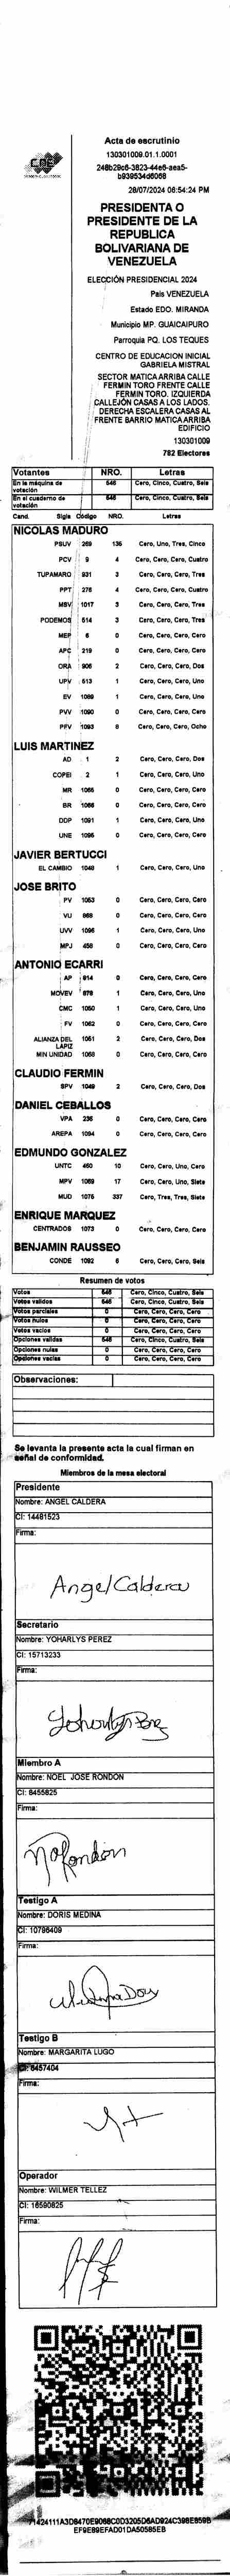 CNE
Acta de escrutinio
130301009.01.1.0001
28/07/2024 06:54:24 PM
PRESIDENTA O
PRESIDENTE DE LA
REPUBLICA
BOLIVARIANA DE
VENEZUELA
ELECCIÓN PRESIDENCIAL 2024
Pais VENEZUELA
Estado EDO. MIRANDA
Municipio MP. GUAICAIPURO
Parroquia PQ. LOS TEQUES
CENTRO DE EDUCACION INICIAL
GABRIELA MISTRAL
SECTOR MATICA ARRIBA CALLE
FERMIN TORO FRENTE CALLE
FERMIN TORO. IZQUIERDA
CALLEJÓN CASAS A LOS LADOS.
DERECHA ESCALERA CASAS AL
FRENTE BARRIO MATICA ARRIBA
EDIFICIO
130301009
782 Electores
Votantes NRO. Letras
En la máquina de votación 546 Cero, Cinco, Cuatro, Seis
En el cuaderno de votación 546 Cero, Cinco, Cuatro, Seis
Cand. Sigla Código NRO. Letras
NICOLAS MADURO
PSUV 269 135 Cero, Uno, Tres, Cinco
PCV 9 4 Cero, Cero, Cero, Cuatro
TUPAMARO 931 3 Cero, Cero, Cero, Tres
PPT 276 4 Cero, Cero, Cero, Cuatro
MSV 1017 3 Cero, Cero, Cero, Tres
PODEMOS 514 3 Cero, Cero, Cero, Tres
MEP 6 0 Cero, Cero, Cero, Cero
APC 219 0 Cero, Cero, Cero, Cero
ORA 906 2 Cero, Cero, Cero, Dos
UPV 513 1 Cero, Cero, Cero, Uno
EV 1089 1 Cero, Cero, Cero, Uno
PVV 1090 0 Cero, Cero, Cero, Cero
PFV 1093 8 Cero, Cero, Cero, Ocho
LUIS MARTINEZ
AD 1 2 Cero, Cero, Cero, Dos
COPEI 2 1 Cero, Cero, Cero, Uno
MR 1065 0 Cero, Cero, Cero, Cero
BR 1066 0 Cero, Cero, Cero, Cero
DDP 1091 1 Cero, Cero, Cero, Uno
UNE 1095 0 Cero, Cero, Cero, Cero
JAVIER BERTUCCI
EL CAMBIO 1048 1 Cero, Cero, Cero, Uno
JOSE BRITO
PV 1053 0 Cero, Cero, Cero, Cero
VU 868 0 Cero, Cero, Cero, Cero
UVV 1096 1 Cero, Cero, Cero, Uno
MPJ 458 0 Cero, Cero, Cero, Cero
ANTONIO ECARRI
AP 914 0 Cero, Cero, Cero, Cero
MOVEV 878 1 Cero, Cero, Cero, Uno
CMC 1050 1 Cero, Cero, Cero, Uno
FV 1062 0 Cero, Cero, Cero, Cero
ALIANZA DEL LAPIZ 1051 2 Cero, Cero, Cero, Dos
MIN UNIDAD 1068 0 Cero, Cero, Cero, Cero
CLAUDIO FERMIN
SPV 1049 2 Cero, Cero, Cero, Dos
DANIEL CEBALLOS
VPA 236 0 Cero, Cero, Cero, Cero
AREPA 1094 0 Cero, Cero, Cero, Cero
EDMUNDO GONZALEZ
UNTC 460 10 Cero, Cero, Uno, Cero
MPV 1069 17 Cero, Cero, Uno, Siete
MUD 1075 337 Cero, Tres, Tres, Siete
ENRIQUE MARQUEZ
CENTRADOS 1073 0 Cero, Cero, Cero, Cero
BENJAMIN RAUSSEO
CONDE 1092 6 Cero, Cero, Cero, Seis
Resumen de votos
Votos 546 Cero, Cinco, Cuatro, Seis
Votos validos 546 Cero, Cinco, Cuatro, Seis
Votos parciales 0 Cero, Cero, Cero, Cero
Votos nulos 0 Cero, Cero, Cero, Cero
Votos vacios 0 Cero, Cero, Cero, Cero
Opciones validas 546 Cero, Cinco, Cuatro, Seis
Opciones nulas 0 Cero, Cero, Cero, Cero
Opciones vacias 0 Cero, Cero, Cero, Cero
Observaciones:
Se levanta la presente acta la cual firman en
señal de conformidad.
Miembros de la mesa electoral
Presidente
Nombre: ANGEL CALDERA
CI: 14481523
Firma:
Angel Caldera
Secretario
Nombre: YOHARLYS PEREZ
CI: 15713233
Firma:
Miembro A
Nombre: NOEL JOSE RONDON
CI: 6455825
Firma:
Testigo A
Nombre: DORIS MEDINA
CI: 10796409
Firma:
Testigo B
Nombre: MARGARITA LUGO
CI: 6457404
Firma:
Operador
Nombre: WILMER TELLEZ
CI: 16590825
Firma:
EF9E89EFAD01DA50585EB